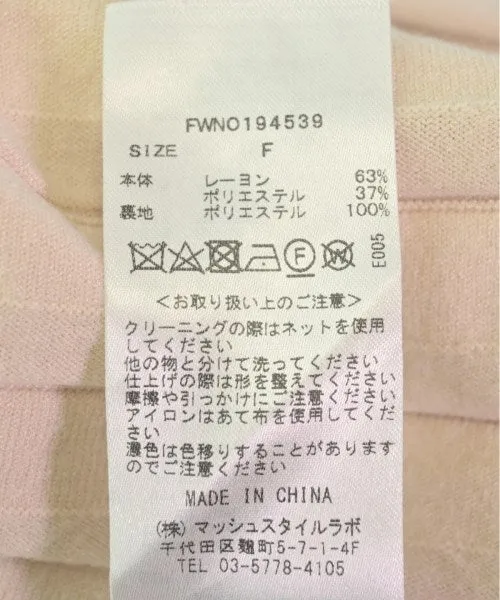 FWNO194539
SIZE F
本体 レーヨン 63%
ポリエステル 37%
裏地 ポリエステル 100%
F W E005
<お取り扱い上のご注意>
クリーニングの際はネットを使用
してください
他の物と分けて洗ってください
仕上げの際は形を整えてください
摩擦や引っかけにご注意ください
アイロンはあて布を使用してくだ
さい
濃色は色移りすることがあります
のでご注意ください
MADE IN CHINA
(株) マッシュスタイルラボ
千代田区麹町5-7-1-4F
TEL 03-5778-4105